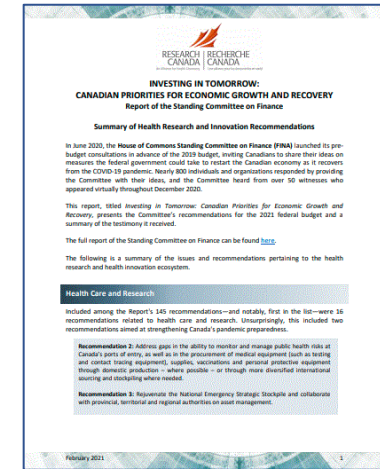 RESEARCH RECHERCHE
CANADA CANADA
INVESTING IN TOMORROW:
CANADIAN PRIORITIES FOR ECONOMIC GROWTH AND RECOVERY
Report of the Standing Committee on Finance
Summary of Health Research and Innovation Recommendations
In June 2020, the House of Commons Standing Committee on Finance (FINA) launched its pre-
budget consultations in advance of the 2019 budget, inviting Canadians to share their ideas on
measures the federal government could take to restart the Canadian economy as it recovers
from the COVID-19 pandemic. Nearly 800 individuals and organizations responded by providing
the Committee with their ideas, and the Committee heard from over 50 witnesses who
appeared virtually throughout December 2020.
This report, titled Investing in Tomorrow: Canadian Priorities for Economic Growth and
Recovery, presents the Committee's recommendations for the 2021 federal budget and a
summary of the testimony it received.
The full report of the Standing Committee on Finance can be found here.
The following is a summary of the issues and recommendations pertaining to the health
research and health innovation ecosystem.
Health Care and Research
Included among the Report's 145 recommendations—and notably, first in the list—were 16
recommendations related to health care and research. Unsurprisingly, this included two
recommendations aimed at strengthening Canada's pandemic preparedness.
Recommendation 2: Address gaps in the ability to monitor and manage public health risks at
Canada's ports of entry, as well as in the procurement of medical equipment (such as testing
and contact tracing equipment), supplies, vaccinations and personal protective equipment
through domestic production – where possible – or through more diversified international
sourcing and stockpiling where needed.
Recommendation 3: Rejuvenate the National Emergency Strategic Stockpile and collaborate
with provincial, territorial and regional authorities on asset management.
February 2021 1